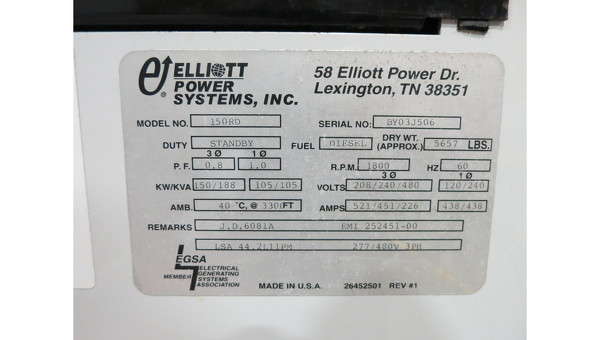 ELLIOTT
POWER
SYSTEMS, INC.
58 Elliott Power Dr.
Lexington, TN 38351
MODEL NO. 150RD SERIAL NO: BY03J506
DUTY STANDBY FUEL DIESEL DRY WT. (APPROX.) 5657 LBS.
3Ø 1Ø
P.F. 0.8 1.0 R.P.M. 1800 HZ 60
3Ø 1Ø
KW/KVA 150/188 105/105 VOLTS 208/240/480 120/240
AMB. 40 °C, @ 3300 FT AMPS 521/451/226 438/438
REMARKS J.D.6081A EMI 252451-00
LSA 44.2L11PM 277/480V 3PH
EGSA
MEMBER
ELECTRICAL
GENERATING
SYSTEMS
ASSOCIATION
MADE IN U.S.A. 26452501 REV #1